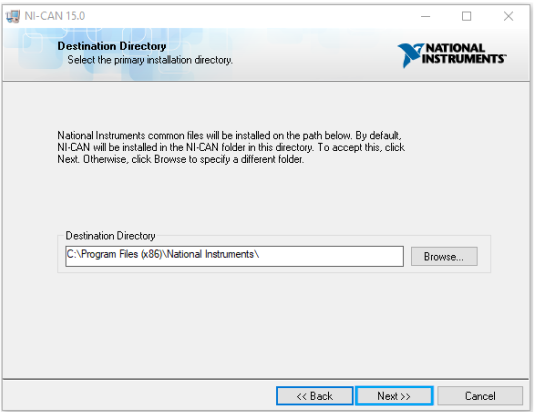 NI-CAN 15.0
Destination Directory
Select the primary installation directory.
NATIONAL
INSTRUMENTS
National Instruments common files will be installed on the path below. By default,
NI-CAN will be installed in the NI-CAN folder in this directory. To accept this, click
Next. Otherwise, click Browse to specify a different folder.
Destination Directory
C:\Program Files (x86)\National Instruments\
Browse...
<< Back
Next >>
Cancel